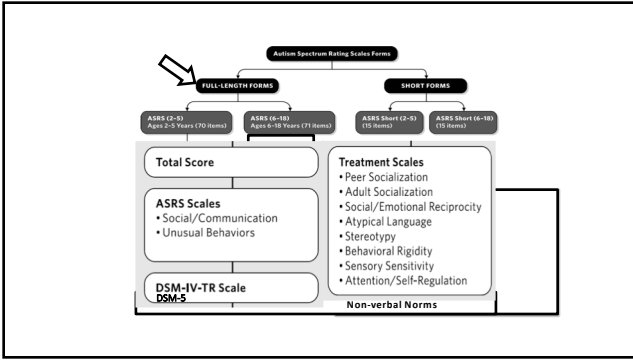 Autism Spectrum Rating Scales Forms
FULL-LENGTH FORMS
SHORT FORMS
ASRS (2–5)
Ages 2–5 Years (70 items)
ASRS (6–18)
Ages 6–18 Years (71 items)
ASRS Short (2–5)
(15 items)
ASRS Short (6–18)
(15 items)
Total Score
ASRS Scales
• Social/Communication
• Unusual Behaviors
DSM-IV-TR Scale
DSM-5
Treatment Scales
• Peer Socialization
• Adult Socialization
• Social/Emotional Reciprocity
• Atypical Language
• Stereotypy
• Behavioral Rigidity
• Sensory Sensitivity
• Attention/Self-Regulation
Non-verbal Norms